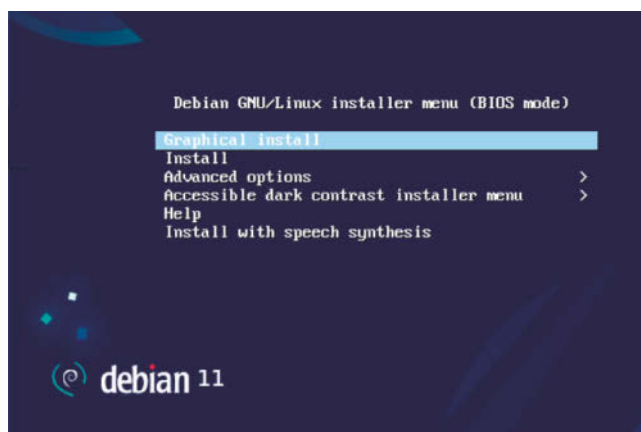 Debian GNU/Linux installer menu (BIOS mode)
Graphical install
Install
Advanced options >
Accessible dark contrast installer menu >
Help
Install with speech synthesis
debian 11